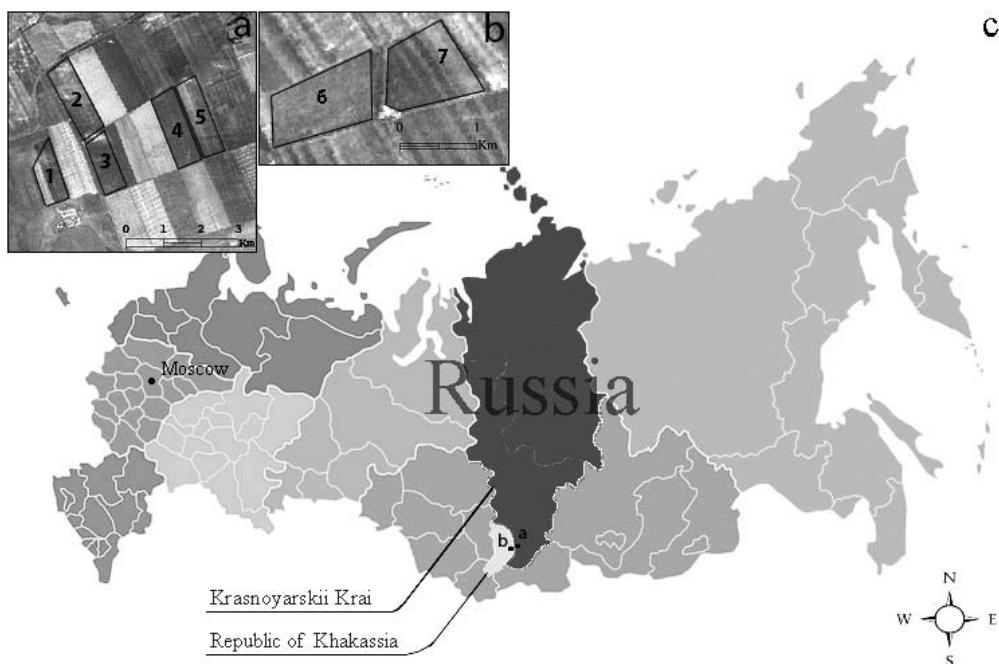 a
b
c
1
2
3
4
5
0 1 2 3
Km
6
7
0 1
Km
Russia
Moscow
b a
Krasnoyarskii Krai
Republic of Khakassia
N
W E
S